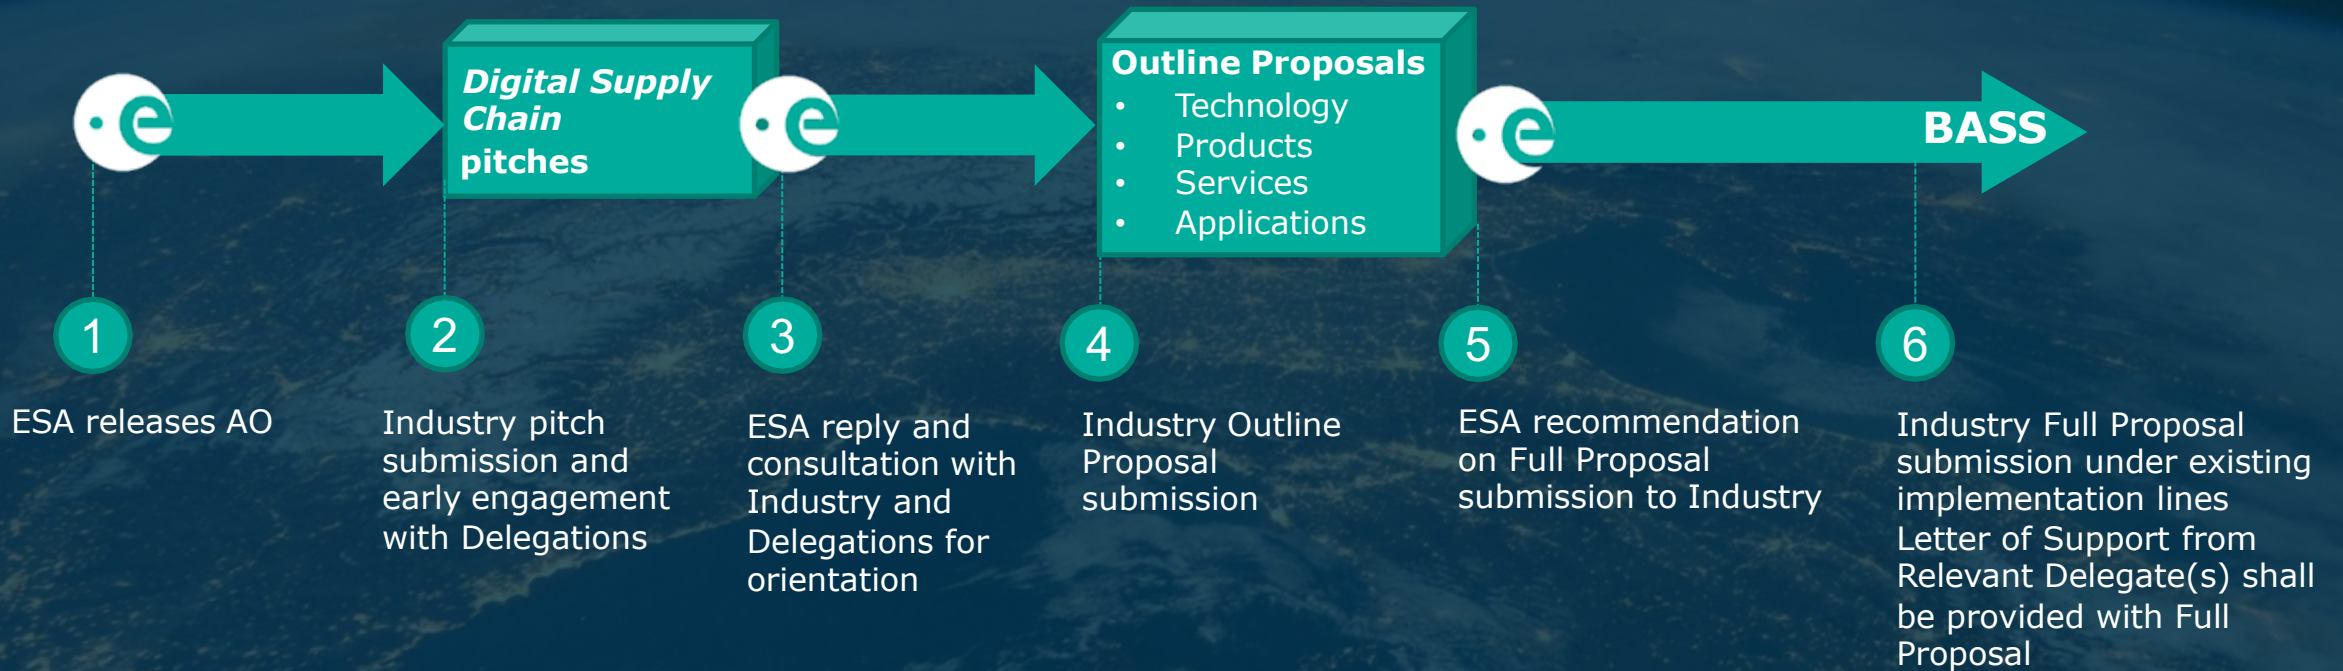 Digital Supply
Chain
pitches
Outline Proposals
• Technology
• Products
• Services
• Applications
BASS
1
ESA releases AO
2
Industry pitch
submission and
early engagement
with Delegations
3
ESA reply and
consultation with
Industry and
Delegations for
orientation
4
Industry Outline
Proposal
submission
5
ESA recommendation
on Full Proposal
submission to Industry
6
Industry Full Proposal
submission under existing
implementation lines
Letter of Support from
Relevant Delegate(s) shall
be provided with Full
Proposal